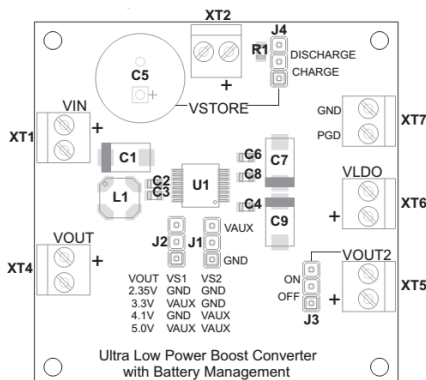 XT2
J4
R1
DISCHARGE
CHARGE
C5
+
+
VSTORE
VIN
XT1
+
GND
PGD
XT7
C1
C2
C3
L1
U1
C6
C8
C7
VLDO
XT6
+
C4
C9
VOUT
XT4
+
J2
J1
VAUX
GND
VOUT2
ON
OFF
J3
+
XT5
VOUT VS1 VS2
2.35V GND GND
3.3V VAUX GND
4.1V GND VAUX
5.0V VAUX VAUX
Ultra Low Power Boost Converter
with Battery Management